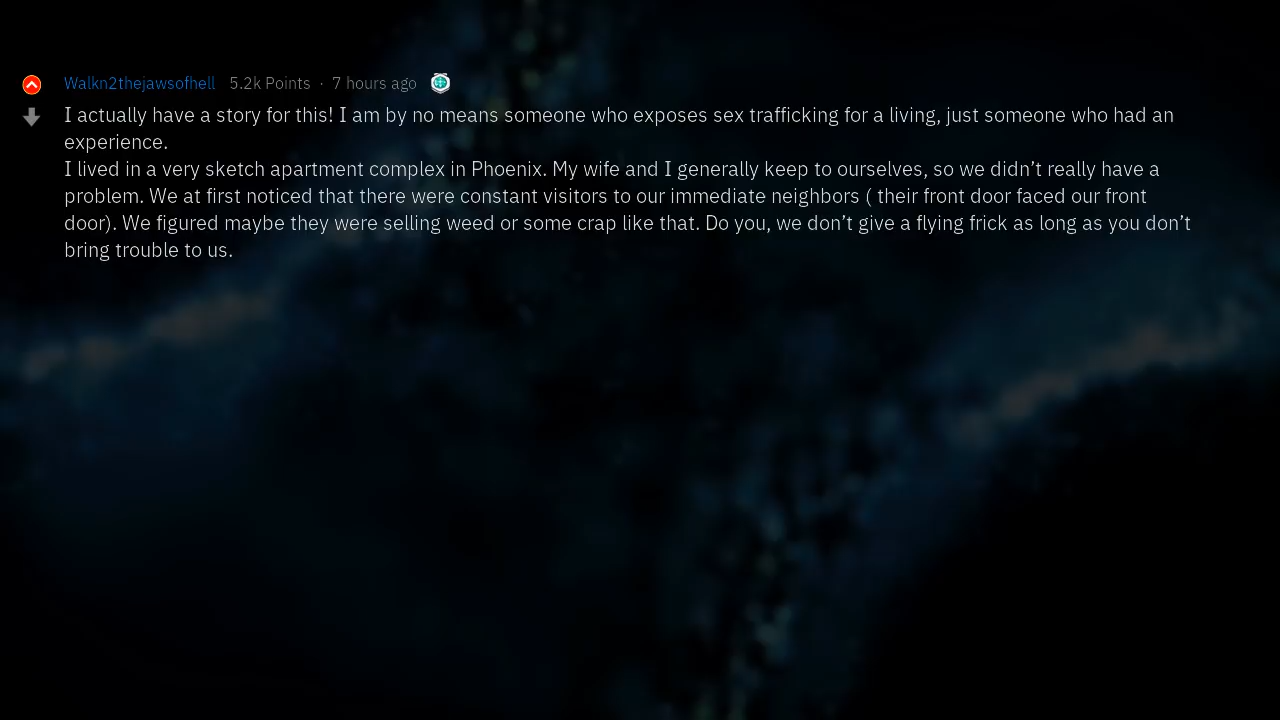 Walkn2thejawsofhell 5.2k Points · 7 hours ago
I actually have a story for this! I am by no means someone who exposes sex trafficking for a living, just someone who had an
experience.
I lived in a very sketch apartment complex in Phoenix. My wife and I generally keep to ourselves, so we didn’t really have a
problem. We at first noticed that there were constant visitors to our immediate neighbors ( their front door faced our front
door). We figured maybe they were selling weed or some crap like that. Do you, we don’t give a flying frick as long as you don’t
bring trouble to us.